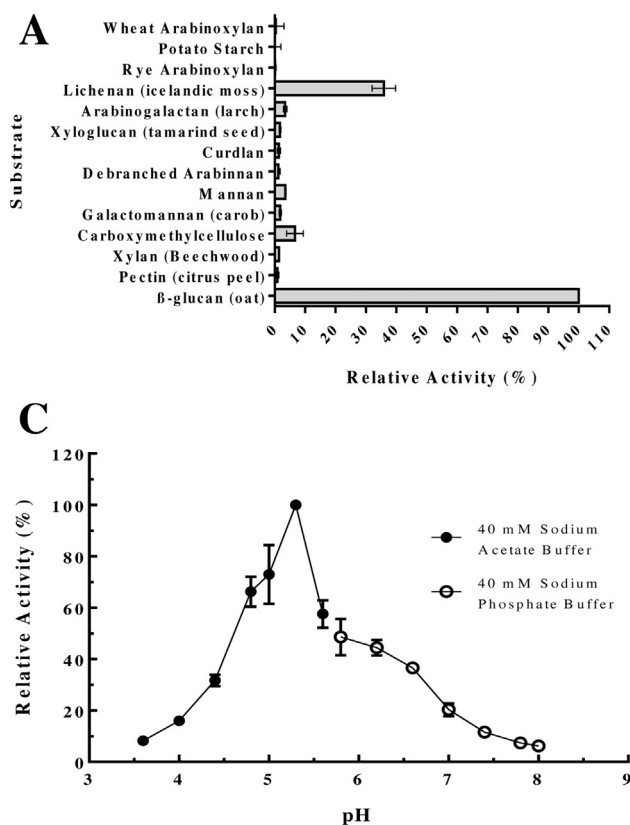 A
Substrate
Wheat Arabinoxylan
Potato Starch
Rye Arabinoxylan
Lichenan (icelandic moss)
Arabinogalactan (larch)
Xyloglucan (tamarind seed)
Curdlan
Debranched Arabinnan
Mannan
Galactomannan (carob)
Carboxymethylcellulose
Xylan (Beechwood)
Pectin (citrus peel)
ß-glucan (oat)
0 10 20 30 40 50 60 70 80 90 100 110
Relative Activity (%)
C
Relative Activity (%)
120
100
80
60
40
20
0
40 mM Sodium
Acetate Buffer
40 mM Sodium
Phosphate Buffer
3 4 5 6 7 8 9
pH